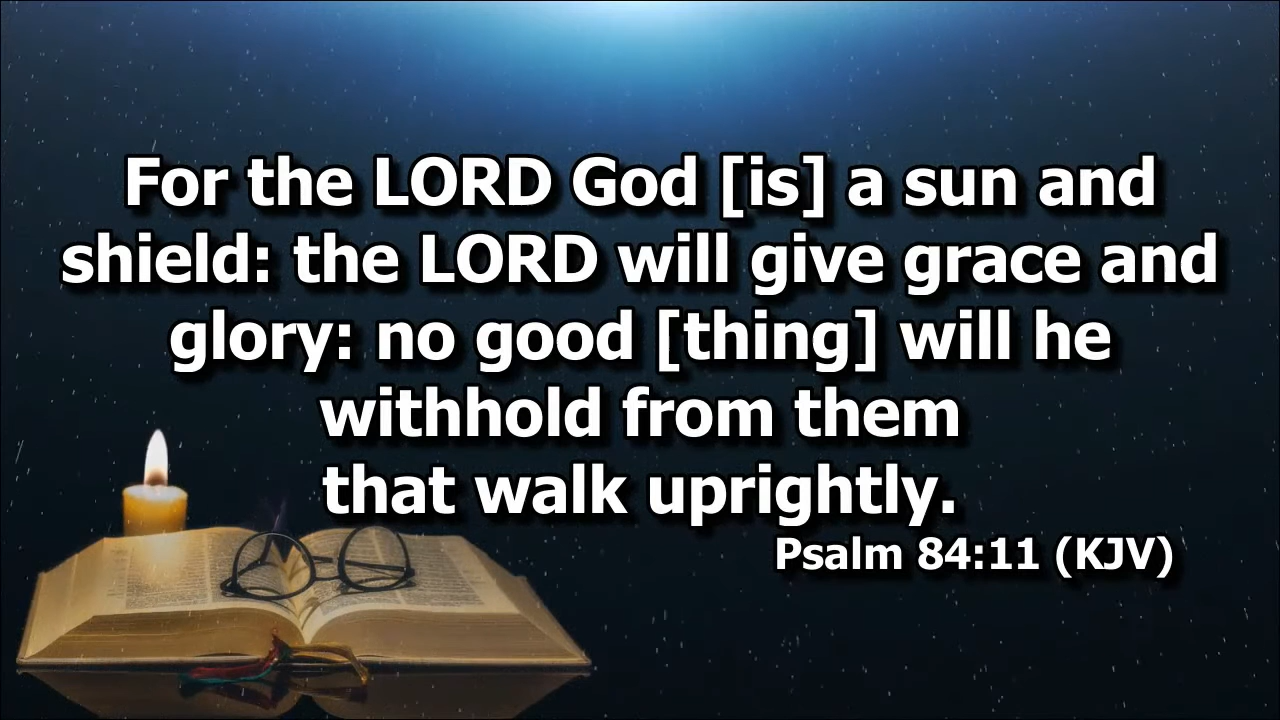 For the LORD God [is] a sun and
shield: the LORD will give grace and
glory: no good [thing] will he
withhold from them
that walk uprightly.
Psalm 84:11 (KJV)